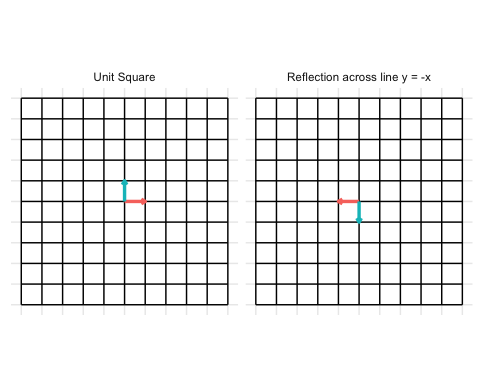 Unit Square
Reflection across line y = -x